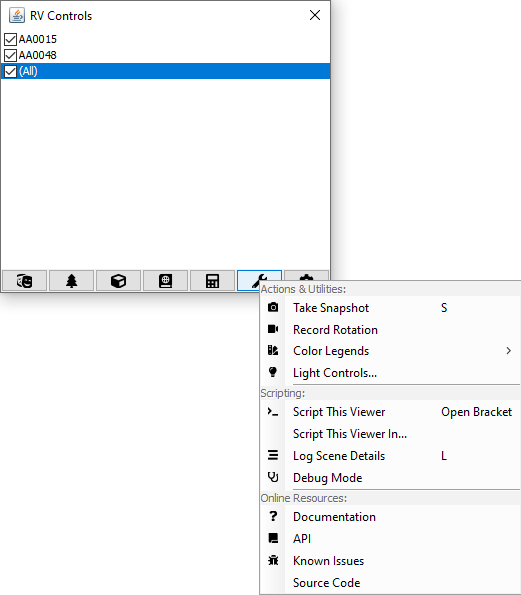 RV Controls
AA0015
AA0048
(All)
Actions & Utilities:
Take Snapshot S
Record Rotation
Color Legends
Light Controls...
Scripting:
Script This Viewer Open Bracket
Script This Viewer In...
Log Scene Details L
Debug Mode
Online Resources:
Documentation
API
Known Issues
Source Code